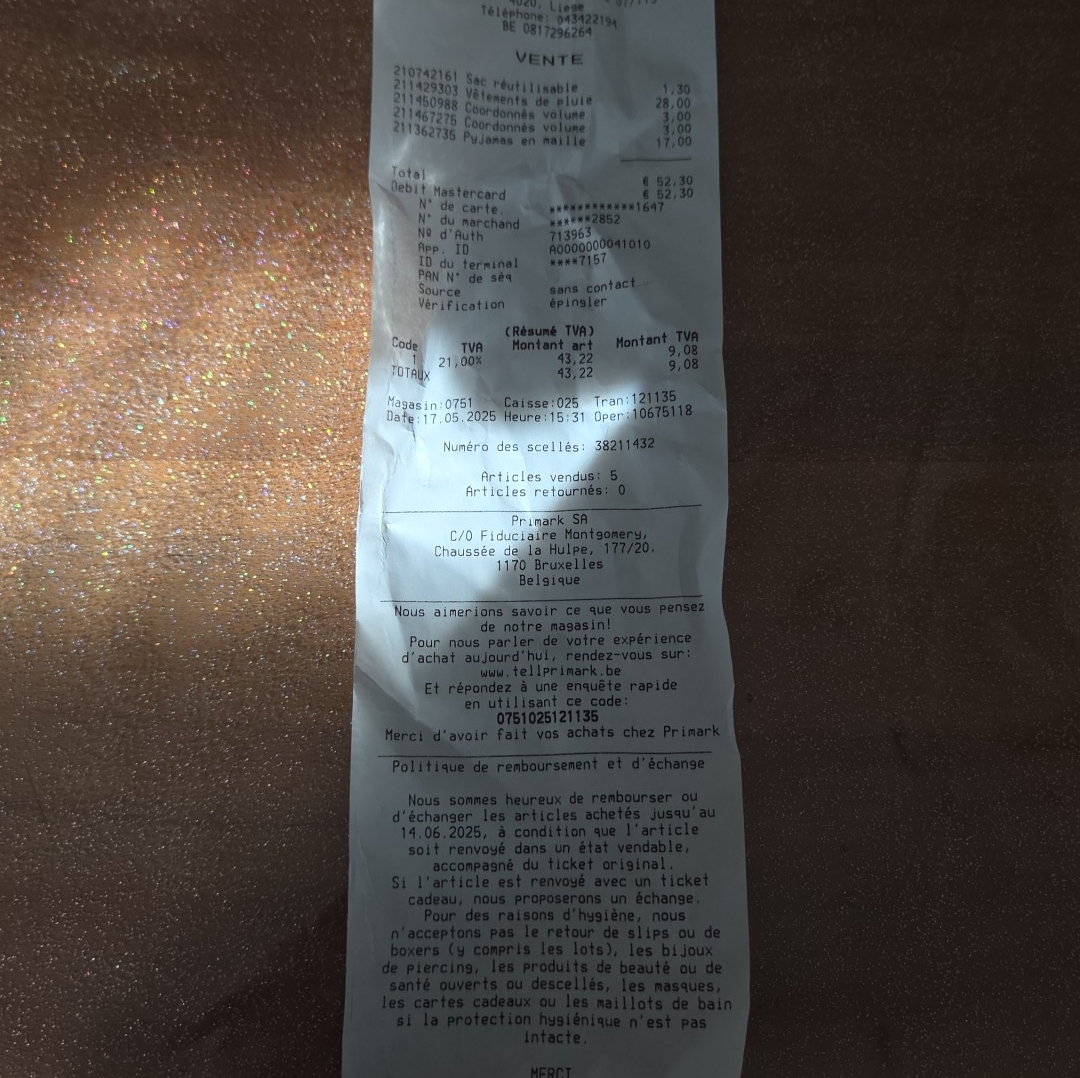 4020, Liege
Téléphone: 043422194
BE 0817296264
VENTE
210742161 Sac réutilisable 1,30
211429303 Vêtements de pluie 28,00
211450988 Coordonnés volume 3,00
211467275 Coordonnés volume 3,00
211362735 Pyjamas en maille 17,00
Total € 52,30
Debit Mastercard € 52,30
N° de carte. ************1647
N° du marchand ******2852
Nº d'Auth 713963
App. ID A0000000041010
ID du terminal ****7157
PAN N° de séq
Source sans contact
Vérification épingler
(Résumé TVA)
Code TVA Montant art Montant TVA
1 21,00% 43,22 9,08
TOTAUX 43,22 9,08
Magasin:0751 Caisse:025 Tran:121135
Date:17.05.2025 Heure:15:31 Oper:10675118
Numéro des scellés: 38211432
Articles vendus: 5
Articles retournés: 0
Primark SA
C/O Fiduciaire Montgomery,
Chaussée de la Hulpe, 177/20.
1170 Bruxelles
Belgique
Nous aimerions savoir ce que vous pensez
de notre magasin!
Pour nous parler de votre expérience
d'achat aujourd'hui, rendez-vous sur:
www.tellprimark.be
Et répondez à une enquête rapide
en utilisant ce code:
0751025121135
Merci d'avoir fait vos achats chez Primark
Politique de remboursement et d'échange
Nous sommes heureux de rembourser ou
d'échanger les articles achetés jusqu'au
14.06.2025, à condition que l'article
soit renvoyé dans un état vendable,
accompagné du ticket original.
Si l'article est renvoyé avec un ticket
cadeau, nous proposerons un échange.
Pour des raisons d'hygiène, nous
n'acceptons pas le retour de slips ou de
boxers (y compris les lots), les bijoux
de piercing, les produits de beauté ou de
santé ouverts ou descellés, les masques,
les cartes cadeaux ou les maillots de bain
si la protection hygiénique n'est pas
intacte.
MERCI